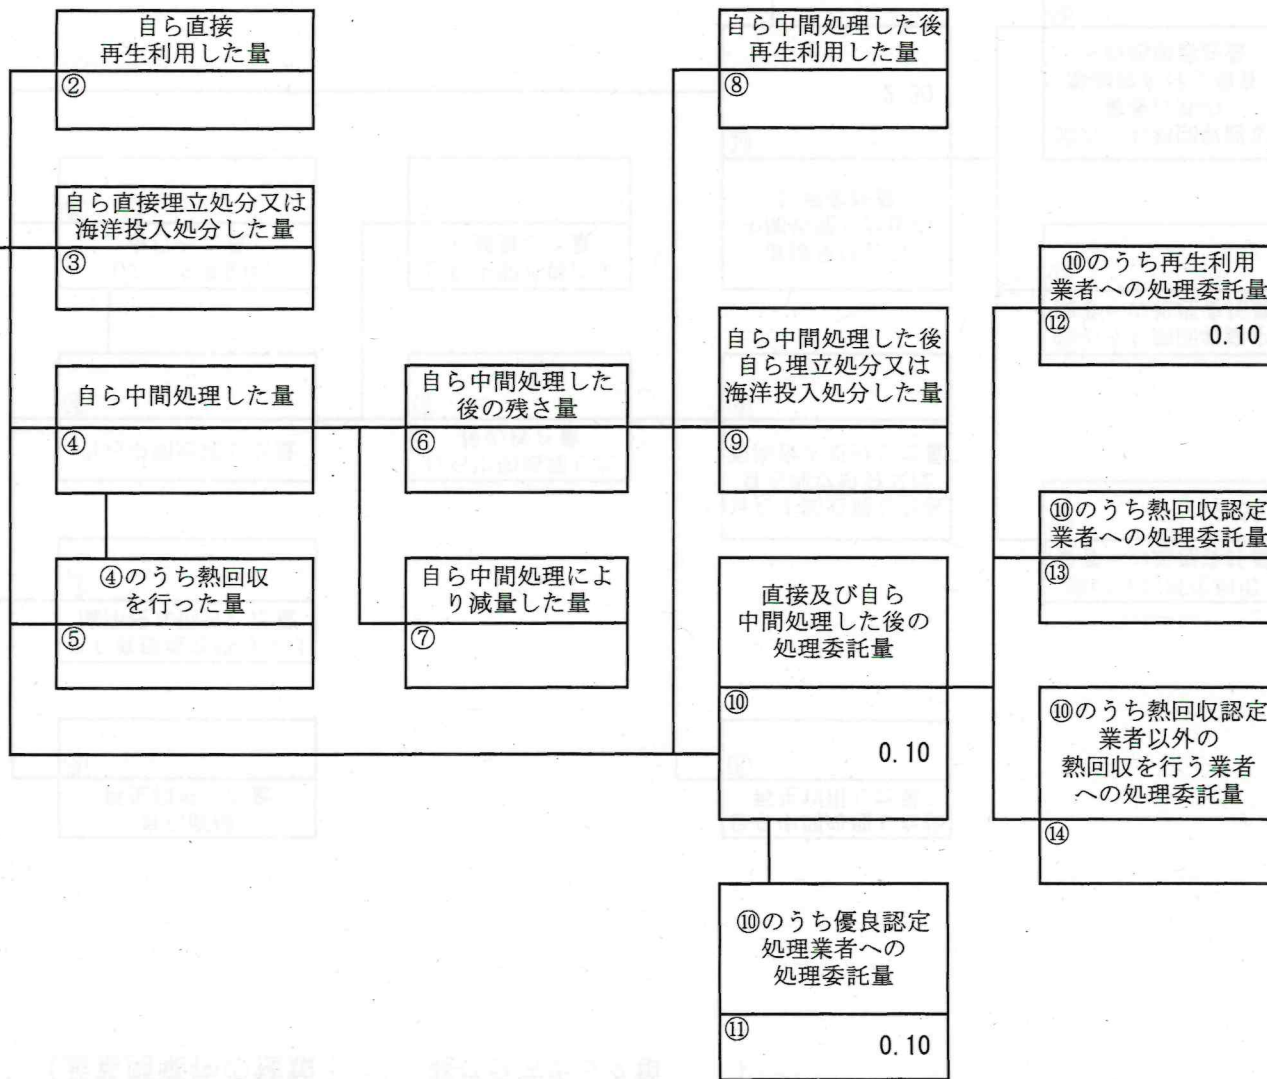 自ら直接
再生利用した量
②
自ら直接埋立処分又は
海洋投入処分した量
③
自ら中間処理した量
④
④のうち熱回収
を行った量
⑤
自ら中間処理した
後の残さ量
⑥
自ら中間処理によ
り減量した量
⑦
自ら中間処理した後
再生利用した量
⑧
自ら中間処理した後
自ら埋立処分又は
海洋投入処分した量
⑨
直接及び自ら
中間処理した後の
処理委託量
⑩
0.10
⑩のうち優良認定
処理業者への
処理委託量
⑪
0.10
⑩のうち再生利用
業者への処理委託量
⑫
0.10
⑩のうち熱回収認定
業者への処理委託量
⑬
⑩のうち熱回収認定
業者以外の
熱回収を行う業者
への処理委託量
⑭